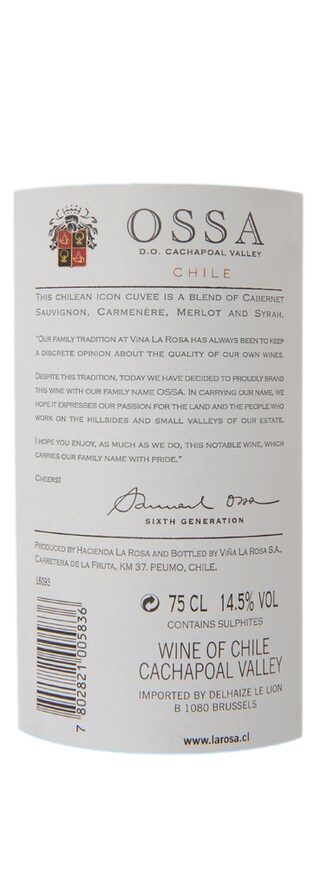 OSSA
D.O. CACHAPOAL VALLEY
CHILE
THIS CHILEAN ICON CUVEE IS A BLEND OF CABERNET
SAUVIGNON, CARMENÈRE, MERLOT AND SYRAH.
"OUR FAMILY TRADITION AT VINA LA ROSA HAS ALWAYS BEEN TO KEEP
A DISCRETE OPINION ABOUT THE QUALITY OF OUR OWN WINES.
DESPITE THIS TRADITION, TODAY WE HAVE DECIDED TO PROUDLY BRAND
THIS WINE WITH OUR FAMILY NAME OSSA. IN CARRYING OUR NAME, WE
HOPE IT EXPRESSES OUR PASSION FOR THE LAND AND THE PEOPLE WHO
WORK ON THE HILLSIDES AND SMALL VALLEYS OF OUR ESTATE.
I HOPE YOU ENJOY, AS MUCH AS WE DO, THIS NOTABLE WINE, WHICH
CARRIES OUR FAMILY NAME WITH PRIDE."
CHEERS!
SIXTH GENERATION
PRODUCED BY HACIENDA LA ROSA AND BOTTLED BY VIÑA LA ROSA S.A.,
CARRETERA DE LA FRUTA, KM 37. PEUMO, CHILE.
L6093
75 CL 14.5% VOL
CONTAINS SULPHITES
WINE OF CHILE
CACHAPOAL VALLEY
IMPORTED BY DELHAIZE LE LION
B 1080 BRUSSELS
7 802821 005836
www.larosa.cl